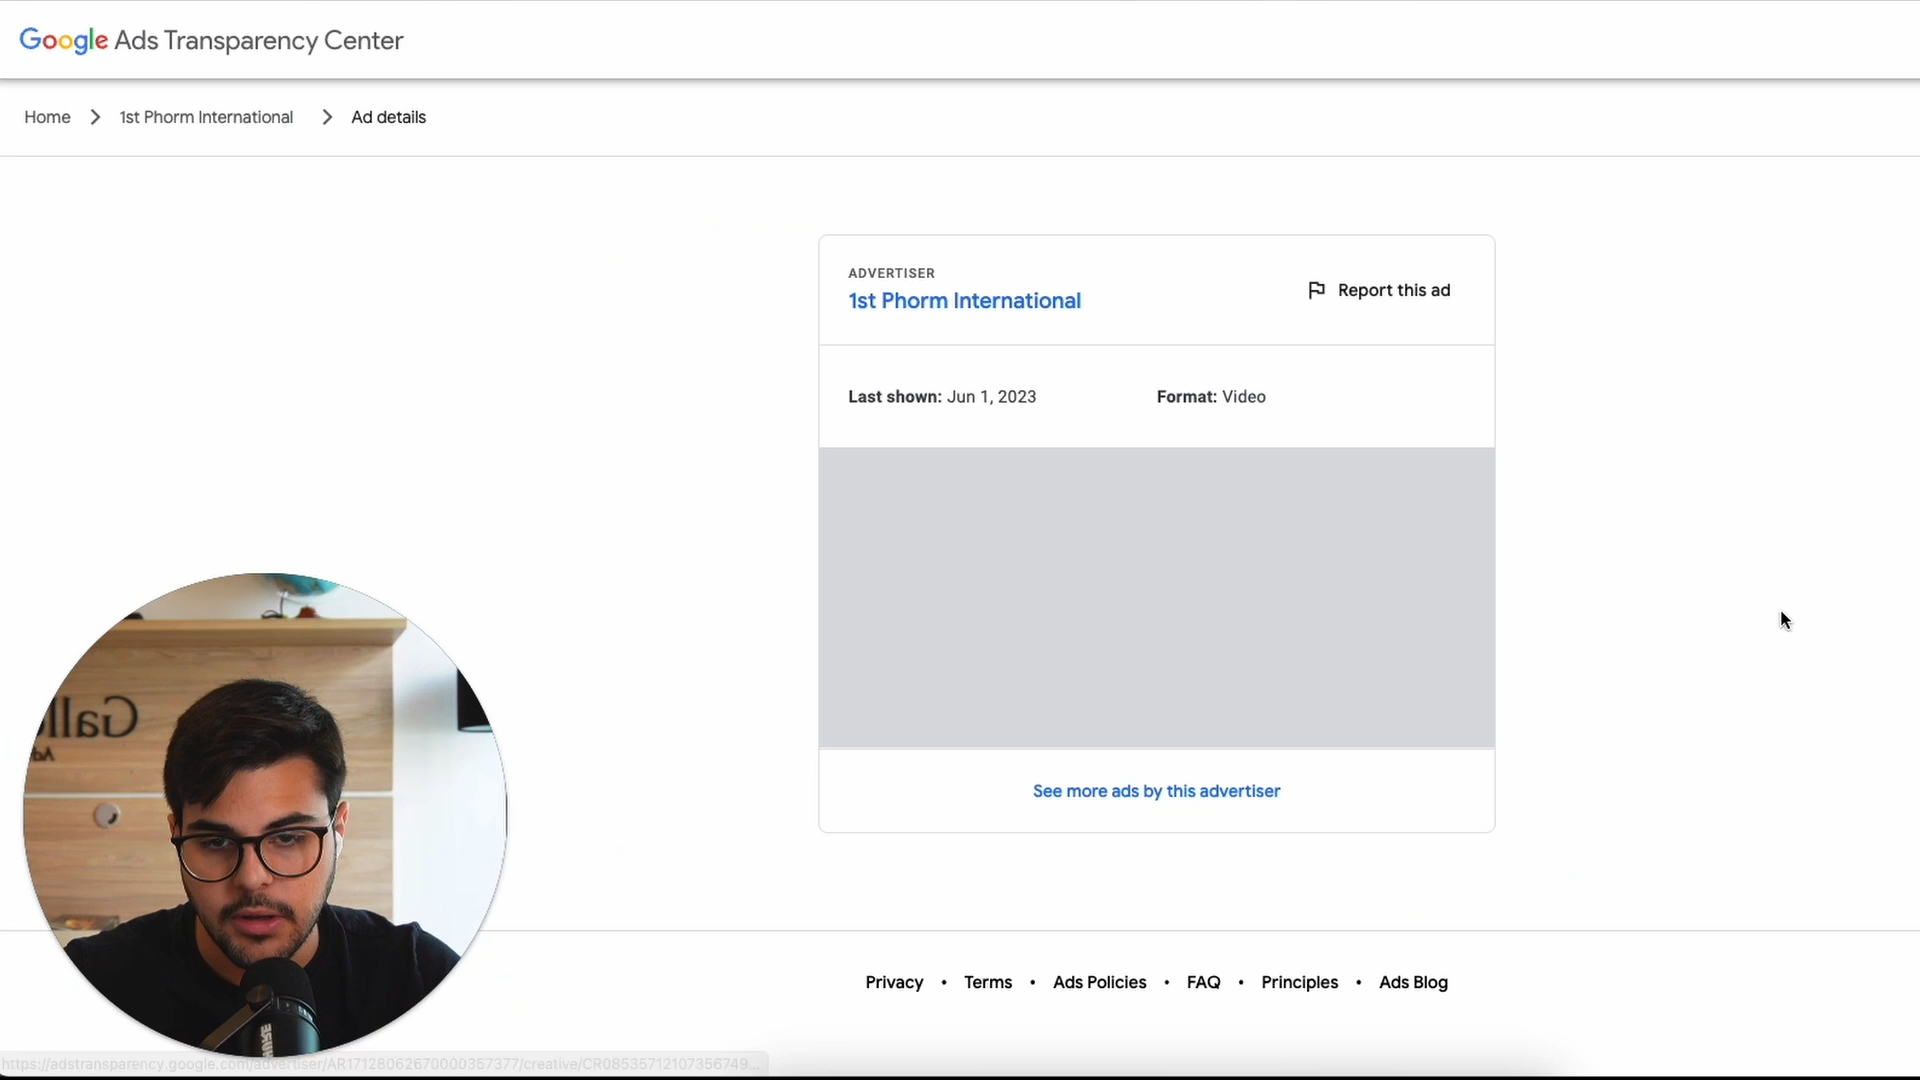 Google Ads Transparency Center
Home > 1st Phorm International > Ad details
ADVERTISER
1st Phorm International
Report this ad
Last shown: Jun 1, 2023 Format: Video
See more ads by this advertiser
Privacy • Terms • Ads Policies • FAQ • Principles • Ads Blog